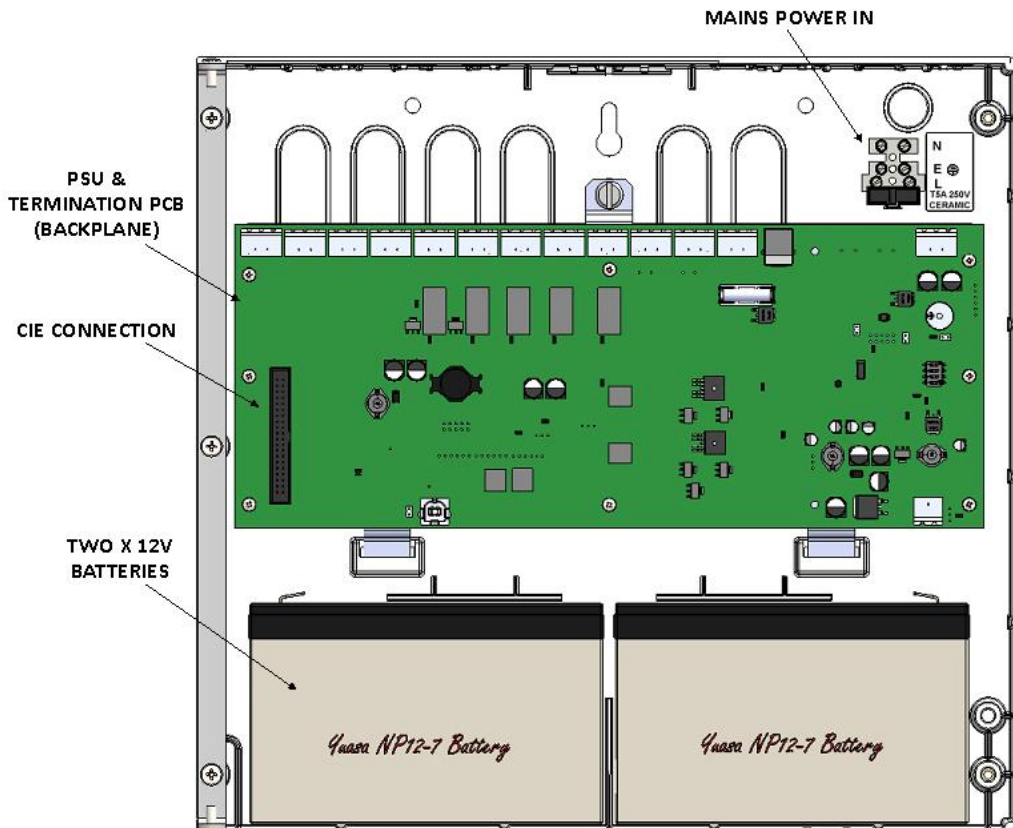 MAINS POWER IN
N
E
L
T5A 250V
CERAMIC
PSU &
TERMINATION PCB
(BACKPLANE)
CIE CONNECTION
TWO X 12V
BATTERIES
Yuasa NP12-7 Battery
Yuasa NP12-7 Battery